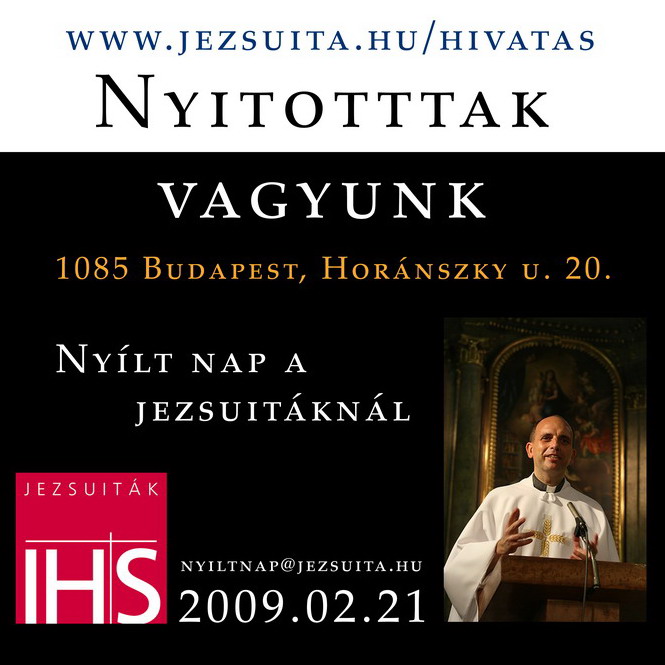 WWW.JEZSUITA.HU/HIVATAS
NYITOTTTAK
VAGYUNK
1085 BUDAPEST, HORÁNSZKY U. 20.
NYÍLT NAP A
JEZSUITÁKNÁL
JEZSUITÁK
IHS
NYILTNAP@JEZSUITA.HU
2009.02.21